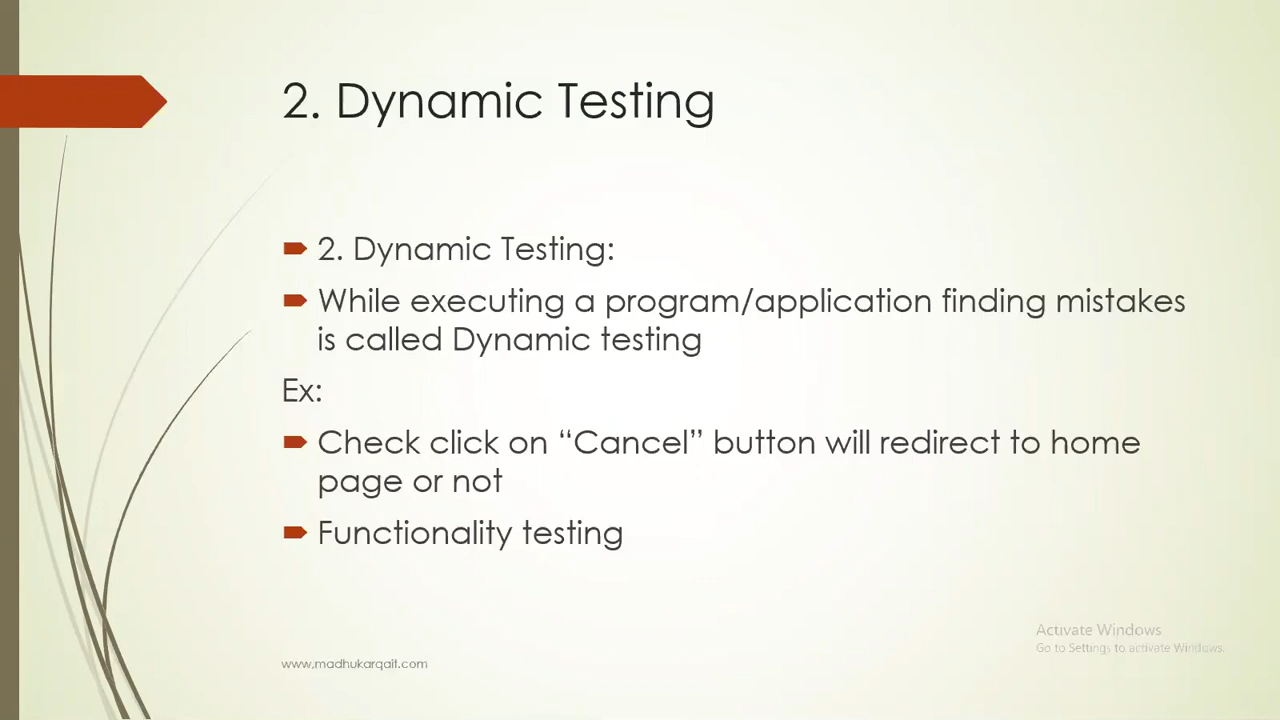 2. Dynamic Testing
2. Dynamic Testing:
While executing a program/application finding mistakes
is called Dynamic testing
Ex:
Check click on “Cancel” button will redirect to home
page or not
Functionality testing
Activate Windows
Go to Settings to activate Windows.
www.madhukarqait.com